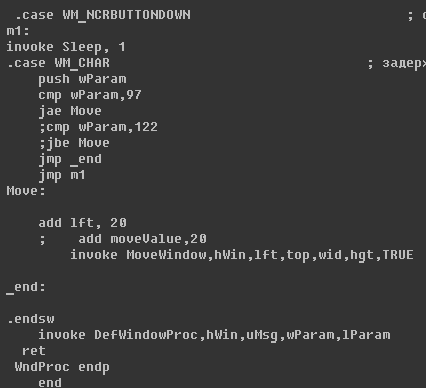 .case WM_NCRBUTTONDOWN ;
m1:
invoke Sleep, 1
.case WM_CHAR ; задерж
push wParam
cmp wParam,97
jae Move
;cmp wParam,122
;jbe Move
jmp _end
jmp m1
Move:
add lft, 20
; add moveValue,20
invoke MoveWindow,hWin,lft,top,wid,hgt,TRUE
_end:
.endsw
invoke DefWindowProc,hWin,uMsg,wParam,lParam
ret
WndProc endp
end